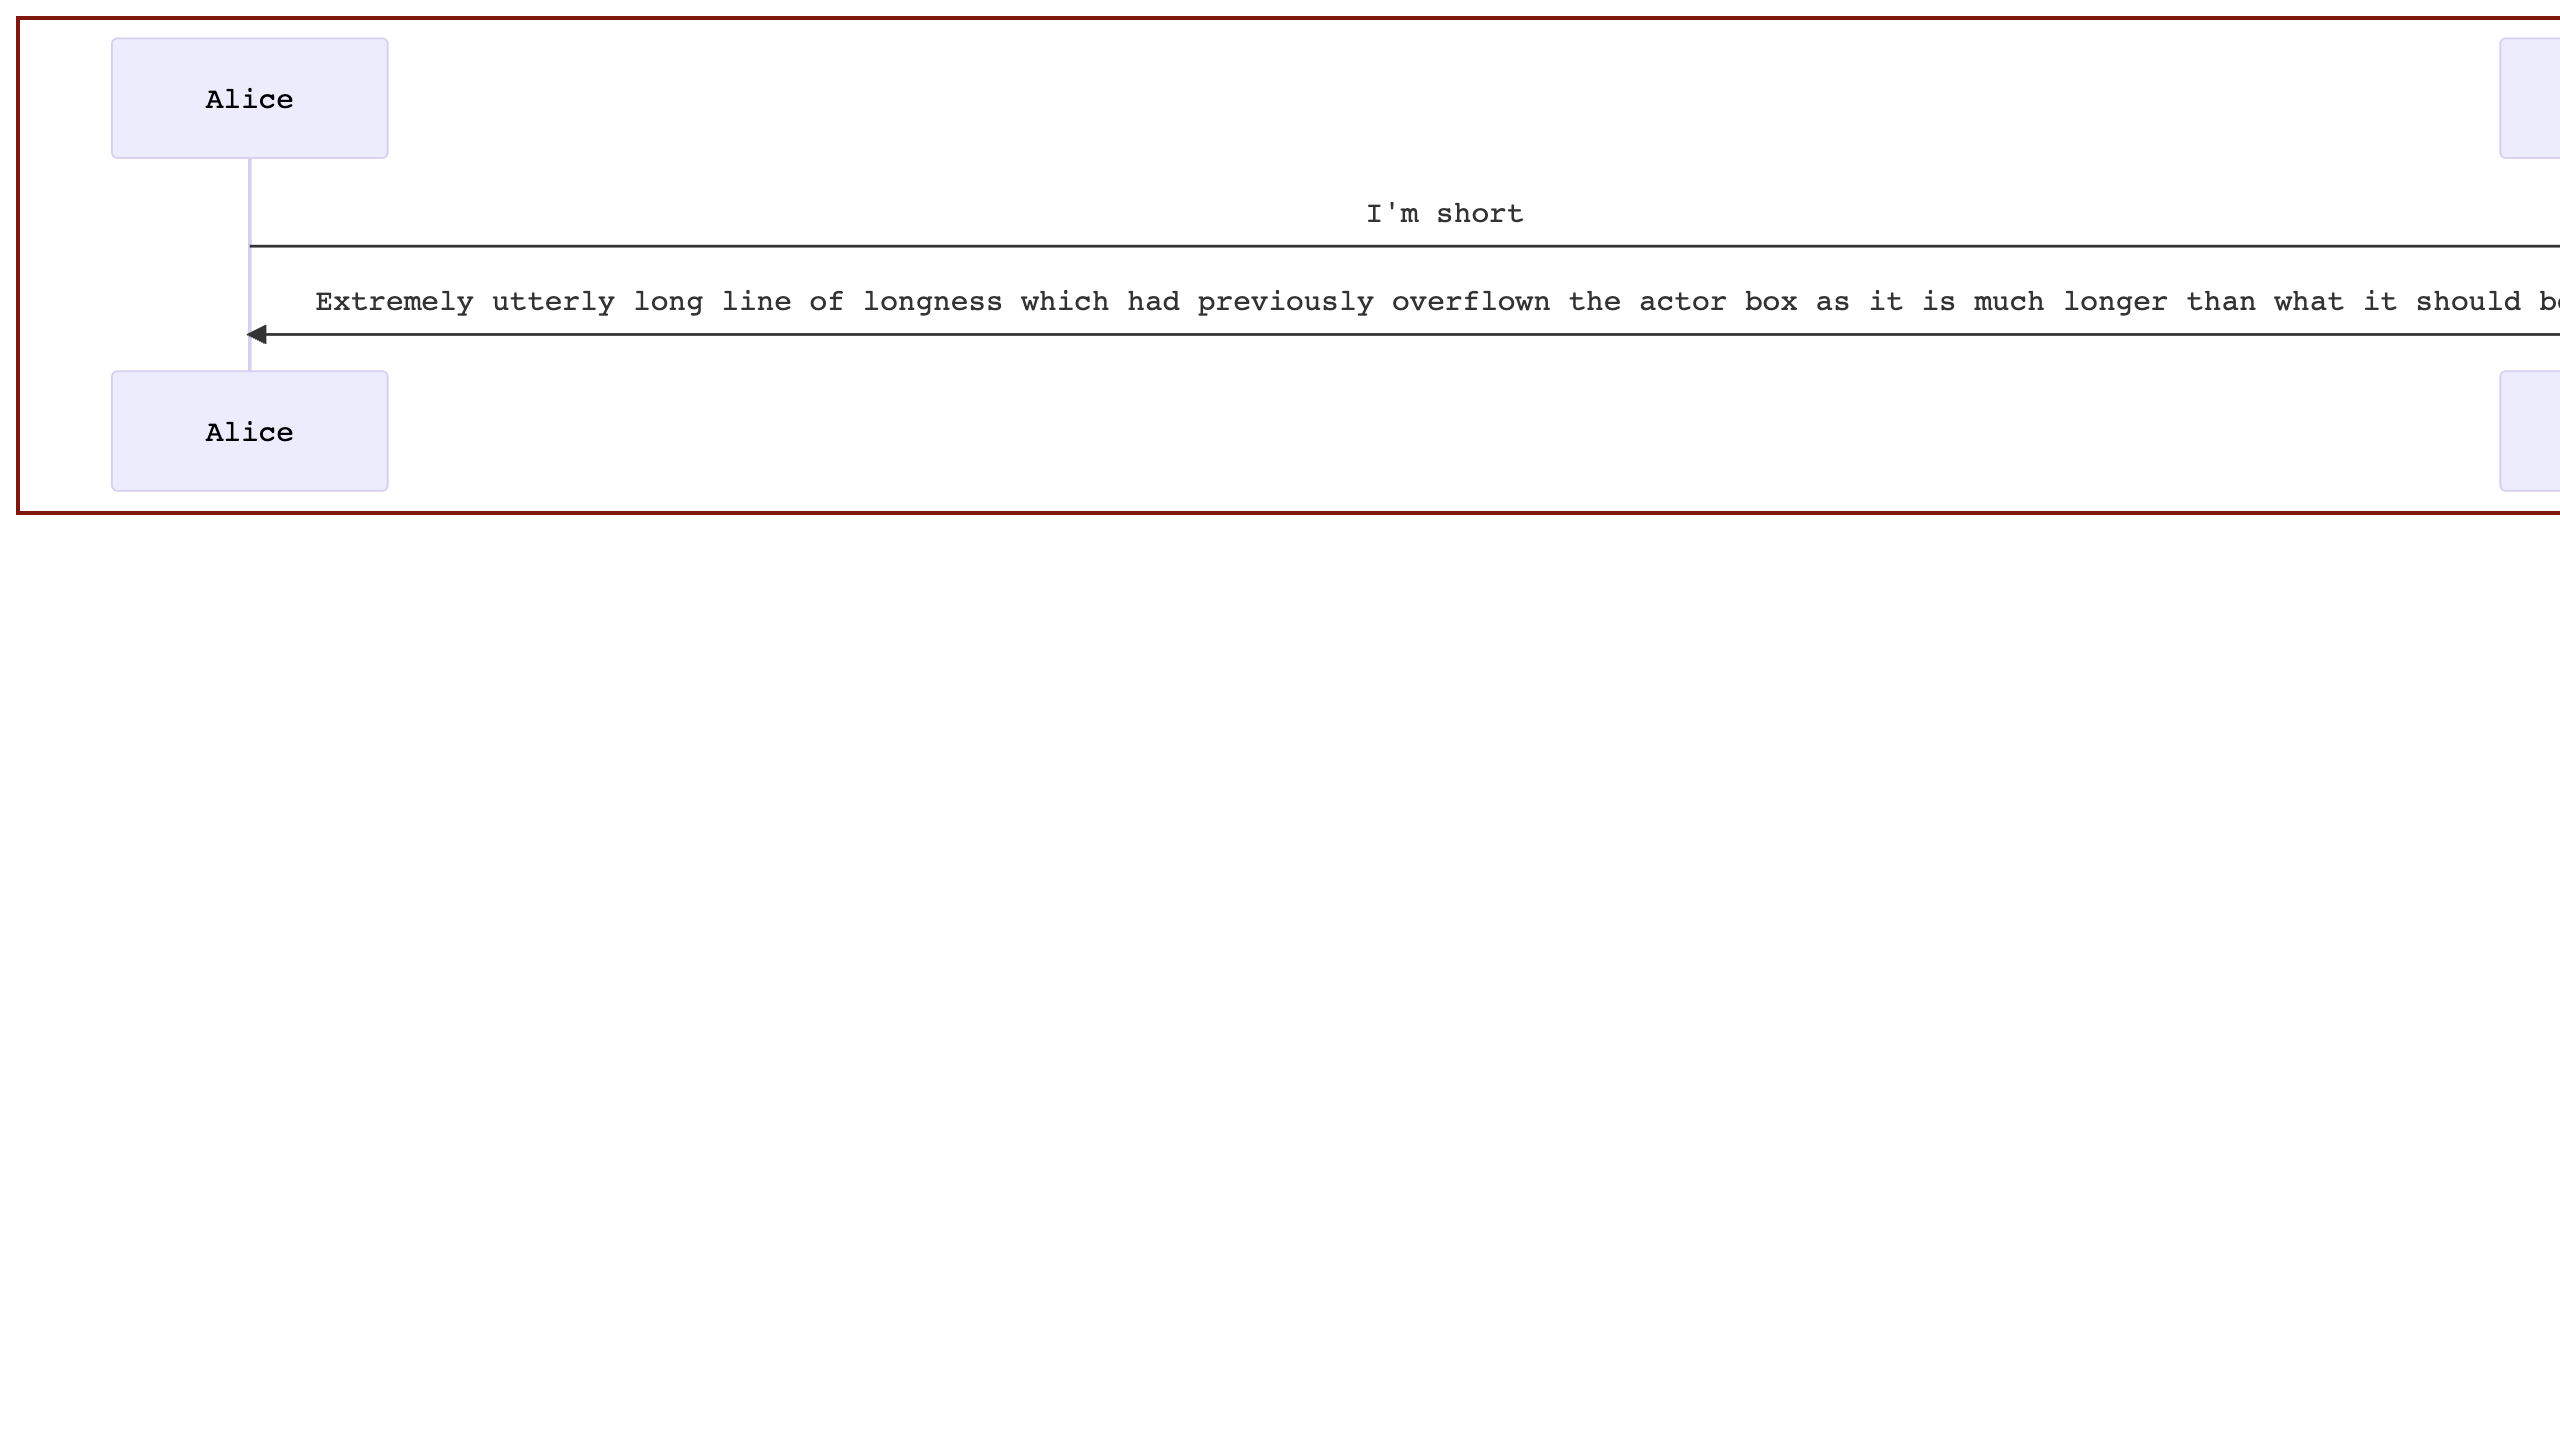 Alice
I'm short
Extremely utterly long line of longness which had previously overflown the actor box as it is much longer than what it should
Alice